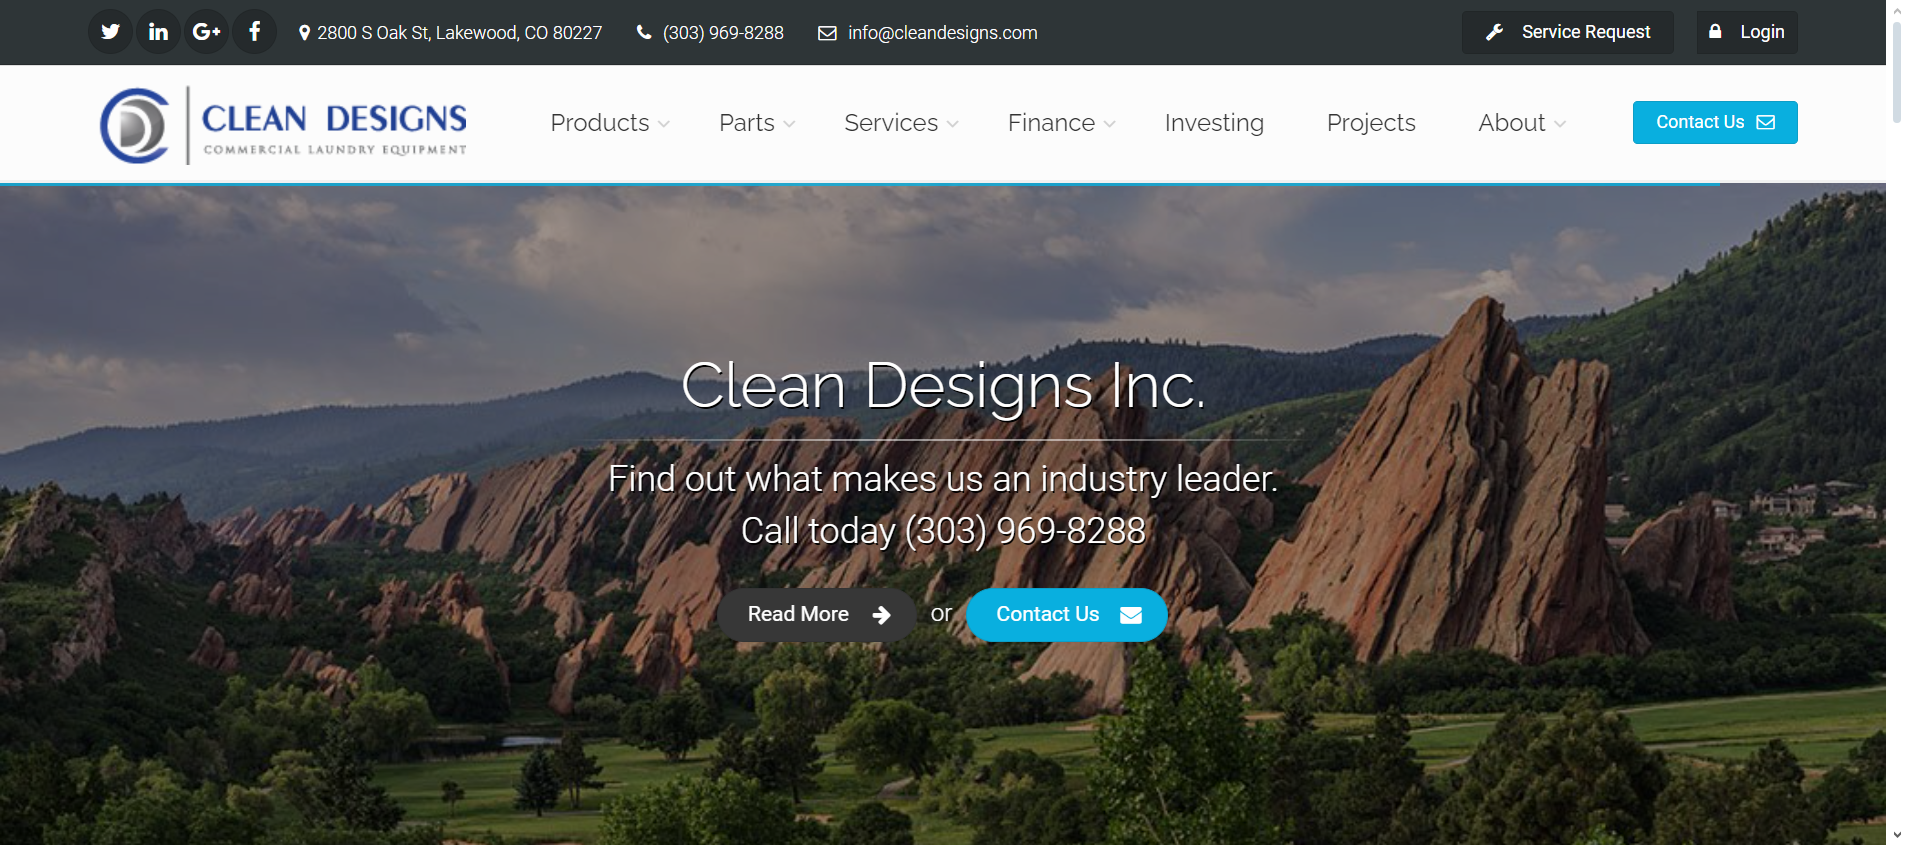 2800 S Oak St, Lakewood, CO 80227 (303) 969-8288 info@cleandesigns.com Service Request Login
CLEAN DESIGNS
COMMERCIAL LAUNDRY EQUIPMENT
Products Parts Services Finance Investing Projects About Contact Us
Clean Designs Inc.
Find out what makes us an industry leader.
Call today (303) 969-8288
Read More or Contact Us